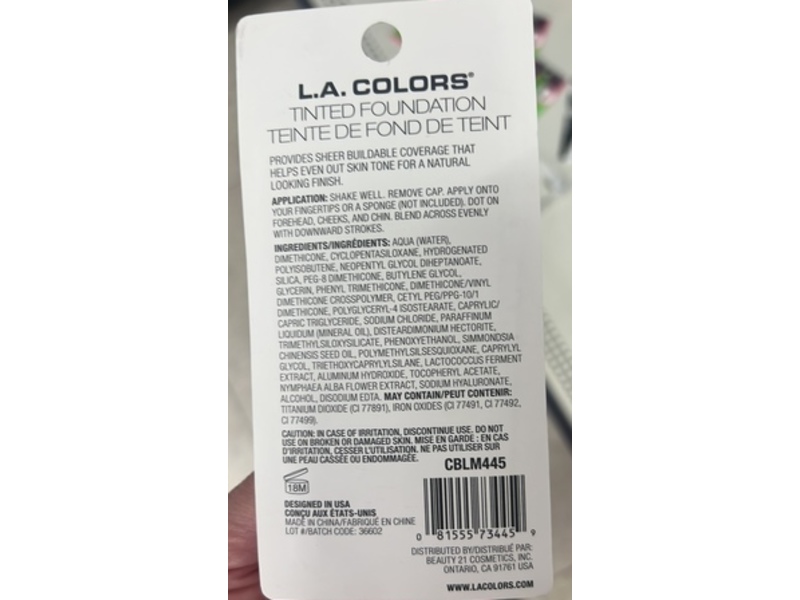 L.A. COLORS®
TINTED FOUNDATION
TEINTE DE FOND DE TEINT
PROVIDES SHEER BUILDABLE COVERAGE THAT
HELPS EVEN OUT SKIN TONE FOR A NATURAL
LOOKING FINISH.
APPLICATION: SHAKE WELL. REMOVE CAP. APPLY ONTO
YOUR FINGERTIPS OR A SPONGE (NOT INCLUDED). DOT ON
FOREHEAD, CHEEKS, AND CHIN. BLEND ACROSS EVENLY
WITH DOWNWARD STROKES.
INGREDIENTS/INGRÉDIENTS: AQUA (WATER),
DIMETHICONE, CYCLOPENTASILOXANE, HYDROGENATED
POLYISOBUTENE, NEOPENTYL GLYCOL DIHEPTANOATE,
SILICA, PEG-8 DIMETHICONE, BUTYLENE GLYCOL,
GLYCERIN, PHENYL TRIMETHICONE, DIMETHICONE/VINYL
DIMETHICONE CROSSPOLYMER, CETYL PEG/PPG-10/1
DIMETHICONE, POLYGLYCERYL-4 ISOSTEARATE, CAPRYLIC/
CAPRIC TRIGLYCERIDE, SODIUM CHLORIDE, PARAFFINUM
LIQUIDUM (MINERAL OIL), DISTEARDIMONIUM HECTORITE,
TRIMETHYLSILOXYSILICATE, PHENOXYETHANOL, SIMMONDSIA
CHINENSIS SEED OIL, POLYMETHYLSILSESQUIOXANE, CAPRYLYL
GLYCOL, TRIETHOXYCAPRYLYLSILANE, LACTOCOCCUS FERMENT
EXTRACT, ALUMINUM HYDROXIDE, TOCOPHERYL ACETATE,
NYMPHAEA ALBA FLOWER EXTRACT, SODIUM HYALURONATE,
ALCOHOL, DISODIUM EDTA. MAY CONTAIN/PEUT CONTENIR:
TITANIUM DIOXIDE (CI 77891), IRON OXIDES (CI 77491, CI 77492,
CI 77499).
CAUTION: IN CASE OF IRRITATION, DISCONTINUE USE. DO NOT
USE ON BROKEN OR DAMAGED SKIN. MISE EN GARDE : EN CAS
D'IRRITATION, CESSER L'UTILISATION. NE PAS UTILISER SUR
UNE PEAU CASSÉE OU ENDOMMAGÉE.
CBLM445
18M
DESIGNED IN USA
CONÇU AUX ÉTATS-UNIS
MADE IN CHINA/FABRIQUÉ EN CHINE
LOT #/BATCH CODE: 36602
0 81555 73445 9
DISTRIBUTED BY/DISTRIBUÉ PAR:
BEAUTY 21 COSMETICS, INC.
ONTARIO, CA 91761 USA
WWW.LACOLORS.COM